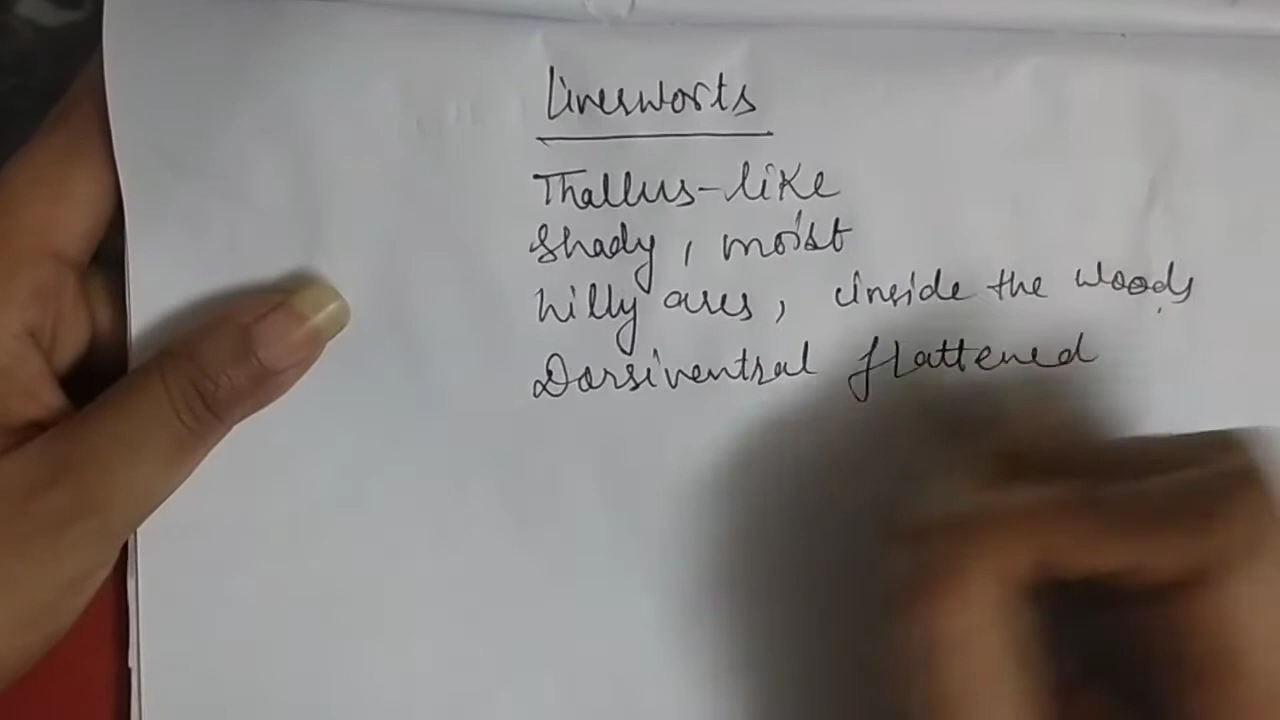 Liverworts
Thallus-like
Shady, moist
hilly ares, inside the woods
Dorsiventral flattened